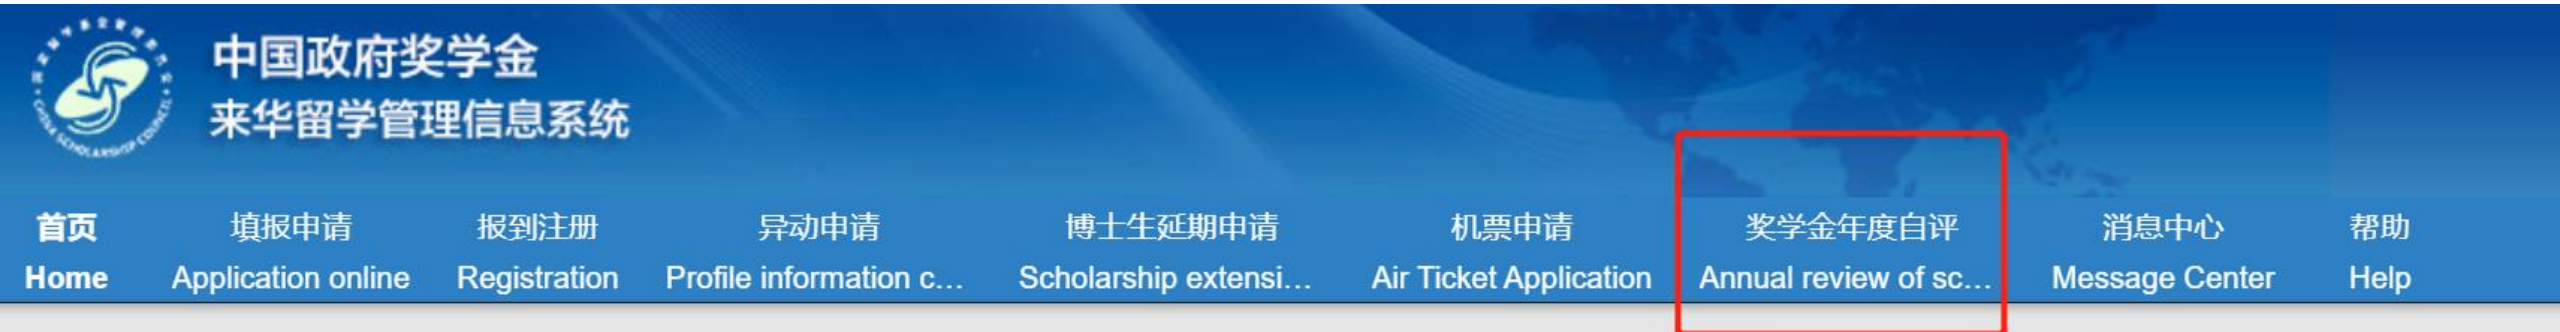 中国政府奖学金
来华留学管理信息系统
CHINA SCHOLARSHIP COUNCIL
首页 填报申请 报到注册 异动申请 博士生延期申请 机票申请 奖学金年度自评 消息中心 帮助
Home Application online Registration Profile information c... Scholarship extensi... Air Ticket Application Annual review of sc... Message Center Help